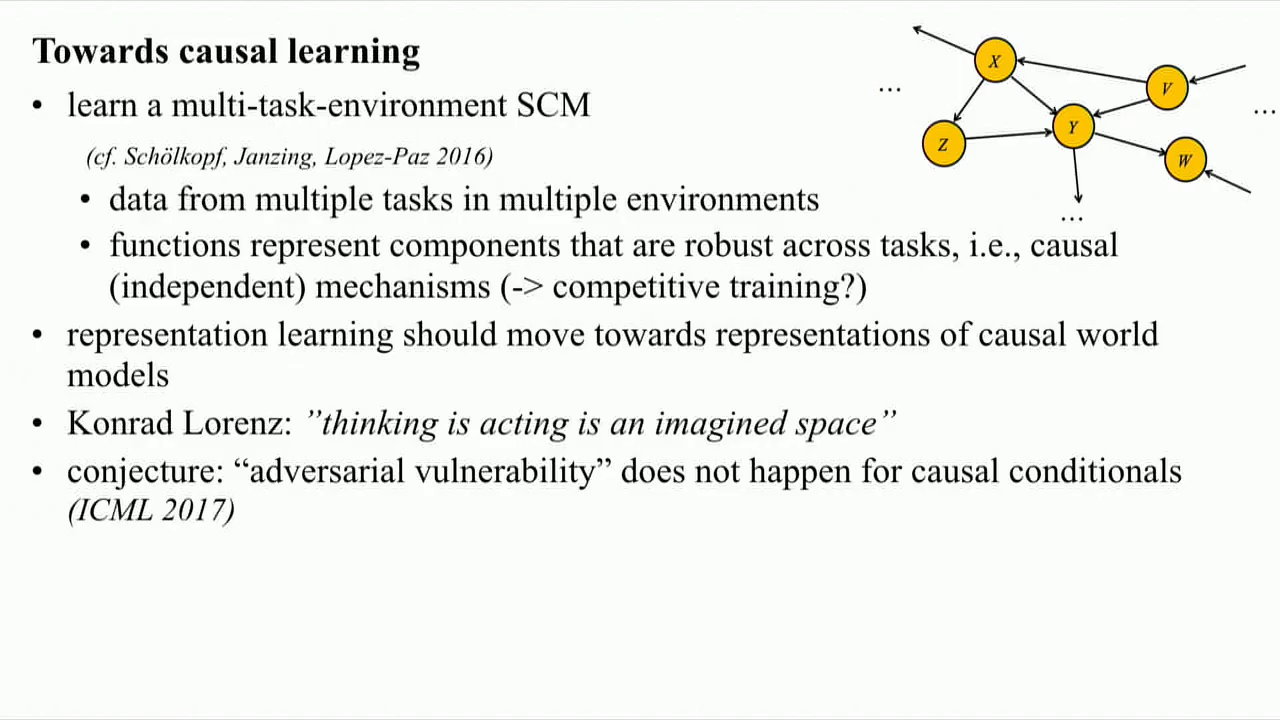 Towards causal learning
• learn a multi-task-environment SCM
(cf. Schölkopf, Janzing, Lopez-Paz 2016)
• data from multiple tasks in multiple environments
• functions represent components that are robust across tasks, i.e., causal
(independent) mechanisms (-> competitive training?)
• representation learning should move towards representations of causal world
models
• Konrad Lorenz: ”thinking is acting is an imagined space”
• conjecture: “adversarial vulnerability” does not happen for causal conditionals
(ICML 2017)
X
V
...
...
Y
Z
W
...